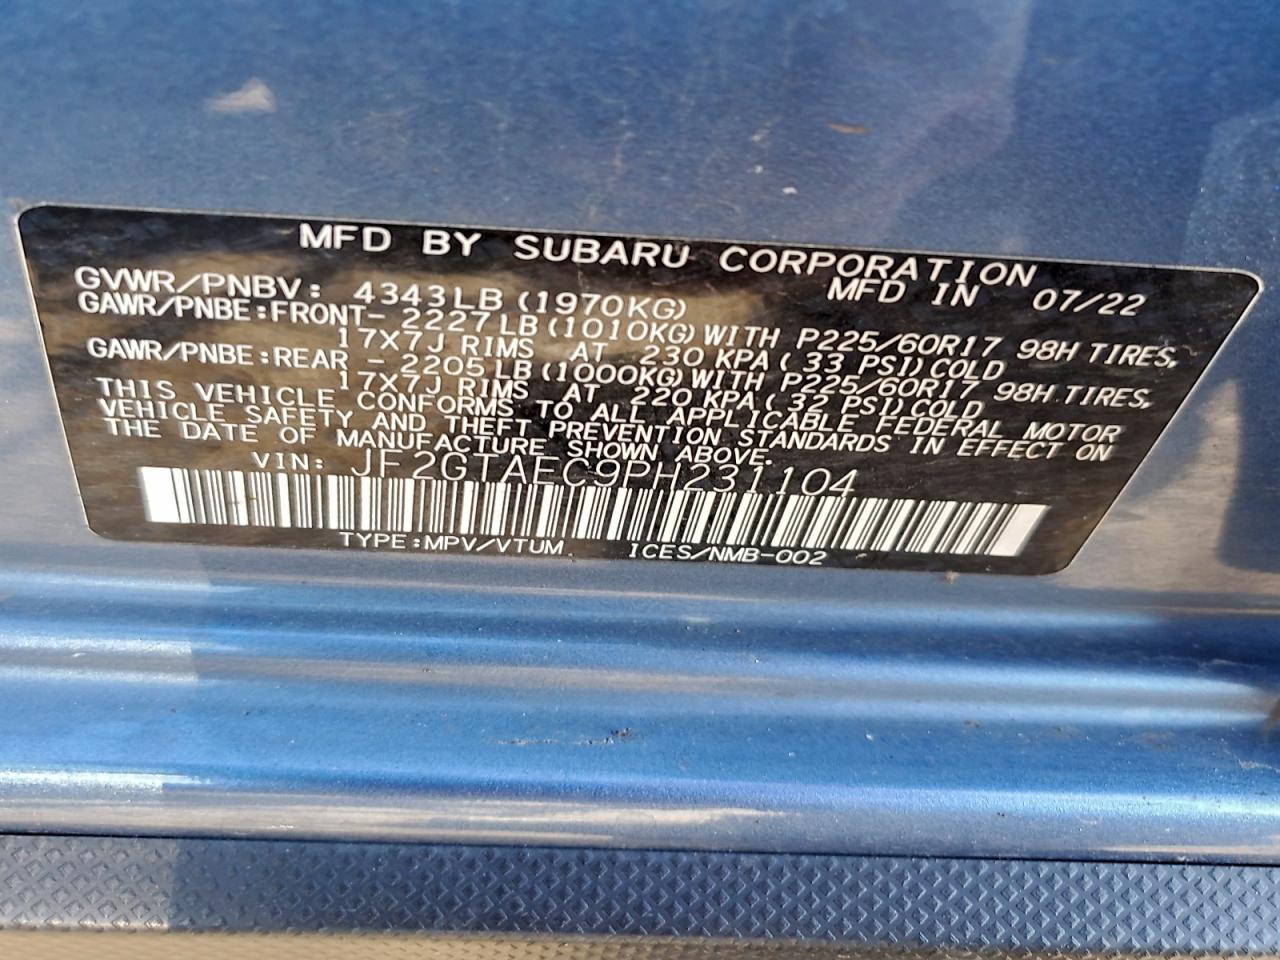 MFD BY SUBARU CORPORATION
GVWR/PNBV: 4343LB(1970KG) MFD IN 07/22
GAWR/PNBE:FRONT- 2227LB(1010KG)WITH P225/60R17 98H TIRES,
17X7J RIMS AT 230 KPA( 33 PSI)COLD
GAWR/PNBE:REAR - 2205LB(1000KG)WITH P225/60R17 98H TIRES,
17X7J RIMS AT 220 KPA( 32 PSI)COLD
THIS VEHICLE CONFORMS TO ALL APPLICABLE FEDERAL MOTOR
VEHICLE SAFETY AND THEFT PREVENTION STANDARDS IN EFFECT ON
THE DATE OF MANUFACTURE SHOWN ABOVE.
VIN: JF2GTAEC9PH231104
TYPE:MPV/VTUM ICES/NMB-002